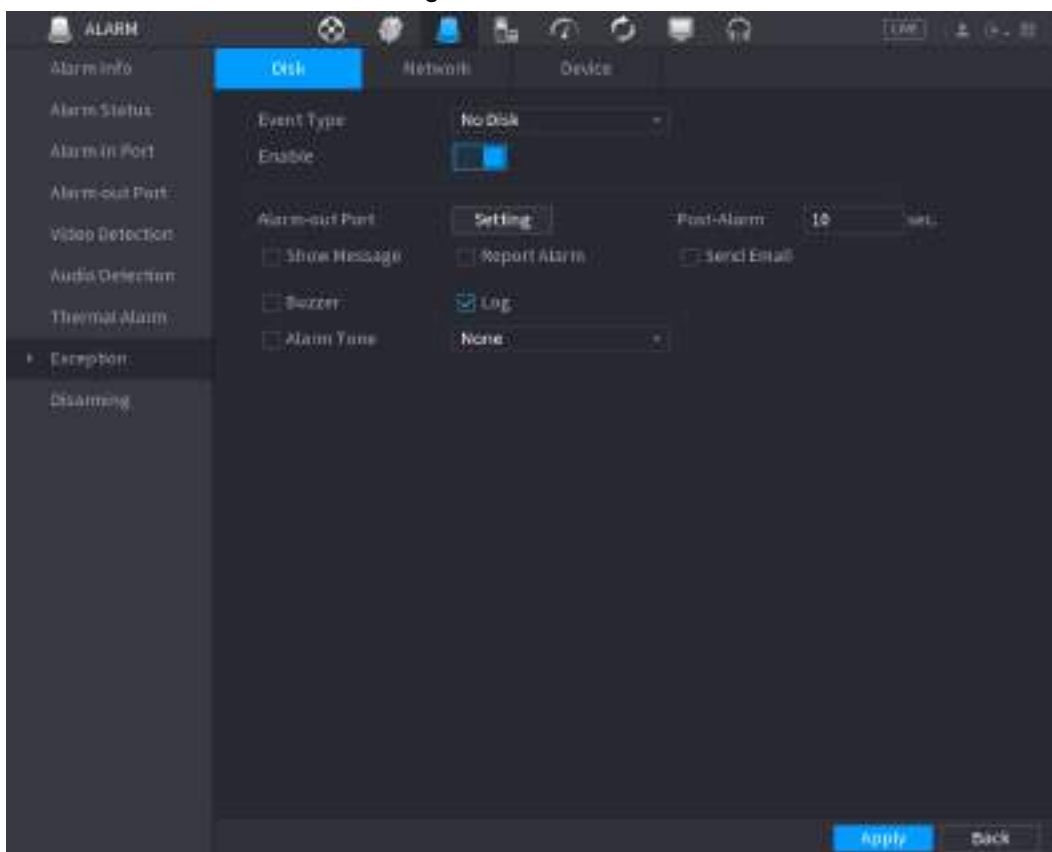 ALARM
LIVE
Alarm Info
Disk Network Device
Alarm Status
Event Type No Disk
Alarm-in Port
Enable
Alarm-out Port
Video Detection
Alarm-out Port Setting Post-Alarm 10 sec.
Show Message Report Alarm Send Email
Audio Detection
Buzzer Log
Thermal Alarm
Alarm Tone None
Exception
Disarming
Apply Back